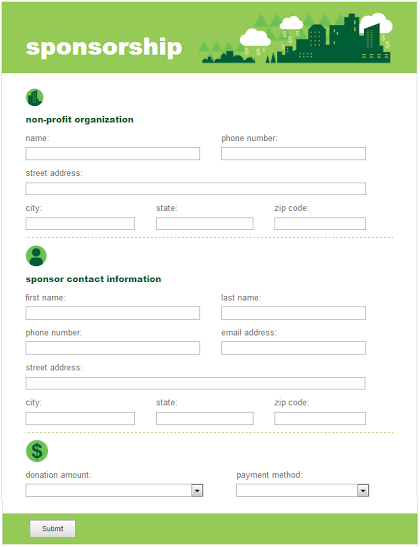 sponsorship
non-profit organization
name: phone number:
street address:
city: state: zip code:
sponsor contact information
first name: last name:
phone number: email address:
street address:
city: state: zip code:
$
donation amount: payment method:
Submit